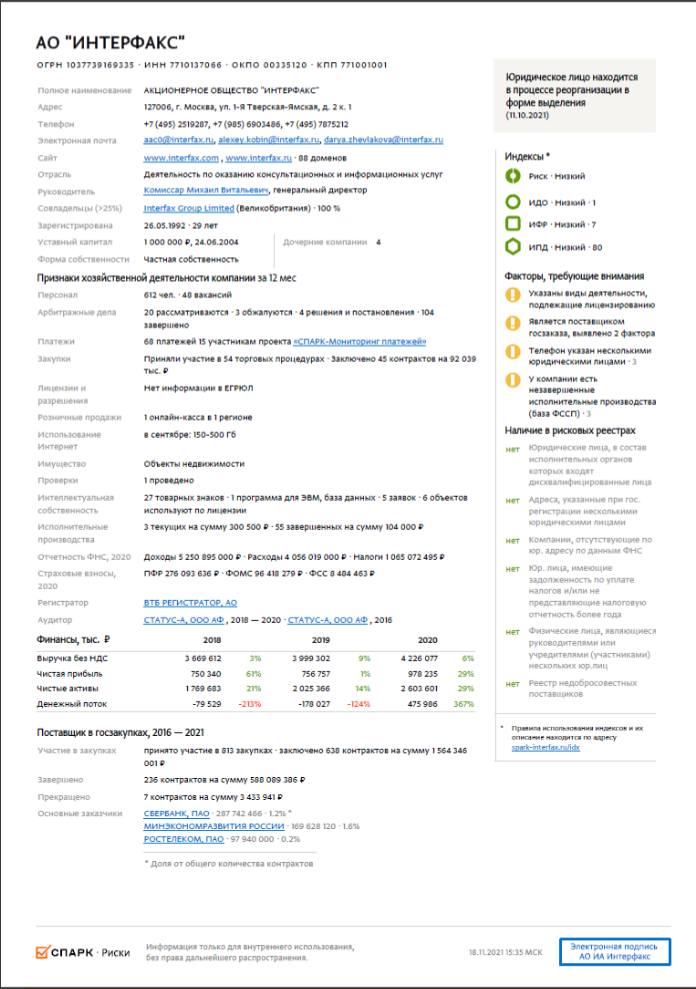 АО "ИНТЕРФАКС"
ОГРН 1037739169335 · ИНН 7710137066 · ОКПО 00335120 · КПП 771001001
Полное наименование АКЦИОНЕРНОЕ ОБЩЕСТВО "ИНТЕРФАКС"
Адрес 127006, г. Москва, ул. 1-Я Тверская-Ямская, д. 2 к. 1
Телефон +7 (495) 2519287, +7 (985) 6903486, +7 (495) 7875212
Электронная почта aac0@interfax.ru, alexey.kobin@interfax.ru, darya.zhevlakova@interfax.ru
Сайт www.interfax.com , www.interfax.ru · 88 доменов
Отрасль Деятельность по оказанию консультационных и информационных услуг
Руководитель Комиссар Михаил Витальевич, генеральный директор
Совладельцы (>25%) Interfax Group Limited (Великобритания) · 100 %
Зарегистрирована 26.05.1992 · 29 лет
Уставный капитал 1 000 000 ₽, 24.06.2004 Дочерние компании 4
Форма собственности Частная собственность
Признаки хозяйственной деятельности компании за 12 мес
Персонал 612 чел. · 48 вакансий
Арбитражные дела 20 рассматриваются · 3 обжалуются · 4 решения и постановления · 104
завершено
Платежи 68 платежей 15 участникам проекта «СПАРК-Мониторинг платежей»
Закупки Приняли участие в 54 торговых процедурах · Заключено 45 контрактов на 92 039
тыс. ₽
Лицензии и Нет информации в ЕГРЮЛ
разрешения
Розничные продажи 1 онлайн-касса в 1 регионе
Использование в сентябре: 150-500 Гб
Интернет
Имущество Объекты недвижимости
Проверки 1 проведено
Интеллектуальная 27 товарных знаков · 1 программа для ЭВМ, база данных · 5 заявок · 6 объектов
собственность используют по лицензии
Исполнительные 3 текущих на сумму 300 500 ₽ · 55 завершенных на сумму 104 000 ₽
производства
Отчетность ФНС, 2020 Доходы 5 250 895 000 ₽ · Расходы 4 056 019 000 ₽ · Налоги 1 065 072 495 ₽
Страховые взносы, ПФР 276 093 636 ₽ · ФОМС 96 418 279 ₽ · ФСС 8 484 463 ₽
2020
Регистратор ВТБ РЕГИСТРАТОР, АО
Аудитор СТАТУС-А, ООО АФ , 2018 — 2020 · СТАТУС-А, ООО АФ , 2016
Финансы, тыс. ₽ 2018 2019 2020
Выручка без НДС 3 669 612 3% 3 999 302 9% 4 226 077 6%
Чистая прибыль 750 340 61% 756 757 1% 978 235 29%
Чистые активы 1 769 683 21% 2 025 366 14% 2 603 601 29%
Денежный поток -79 529 -213% -178 027 -124% 475 986 367%
Поставщик в госзакупках, 2016 — 2021
Участие в закупках принято участие в 813 закупках · заключено 638 контрактов на сумму 1 564 346
001 ₽
Завершено 236 контрактов на сумму 588 089 386 ₽
Прекращено 7 контрактов на сумму 3 433 941 ₽
Основные заказчики СБЕРБАНК, ПАО · 287 742 466 · 1.2% *
МИНЭКОНОМРАЗВИТИЯ РОССИИ · 169 628 120 · 1.6%
РОСТЕЛЕКОМ, ПАО · 97 940 000 · 0.2%
* Доля от общего количества контрактов
Юридическое лицо находится
в процессе реорганизации в
форме выделения
(11.10.2021)
Индексы *
Риск · Низкий
ИДО · Низкий · 1
ИФР · Низкий · 7
ИПД · Низкий · 80
Факторы, требующие внимания
Указаны виды деятельности,
подлежащие лицензированию
Является поставщиком
госзаказа, выявлено 2 фактора
Телефон указан несколькими
юридическими лицами · 3
У компании есть
незавершенные
исполнительные производства
(база ФССП) · 3
Наличие в рисковых реестрах
нет Юридические лица, в состав
исполнительных органов
которых входят
дисквалифицированные лица
нет Адреса, указанные при гос.
регистрации несколькими
юридическими лицами
нет Компании, отсутствующие по
юр. адресу по данным ФНС
нет Юр. лица, имеющие
задолженность по уплате
налогов и/или не
представляющие налоговую
отчетность более года
нет Физические лица, являющиеся
руководителями или
учредителями (участниками)
нескольких юр.лиц
нет Реестр недобросовестных
поставщиков
* Правила использования индексов и их
описание находится по адресу
spark-interfax.ru/idx
СПАРК · Риски
Информация только для внутреннего использования,
без права дальнейшего распространения.
18.11.2021 15:35 МСК
Электронная подпись
АО ИА Интерфакс